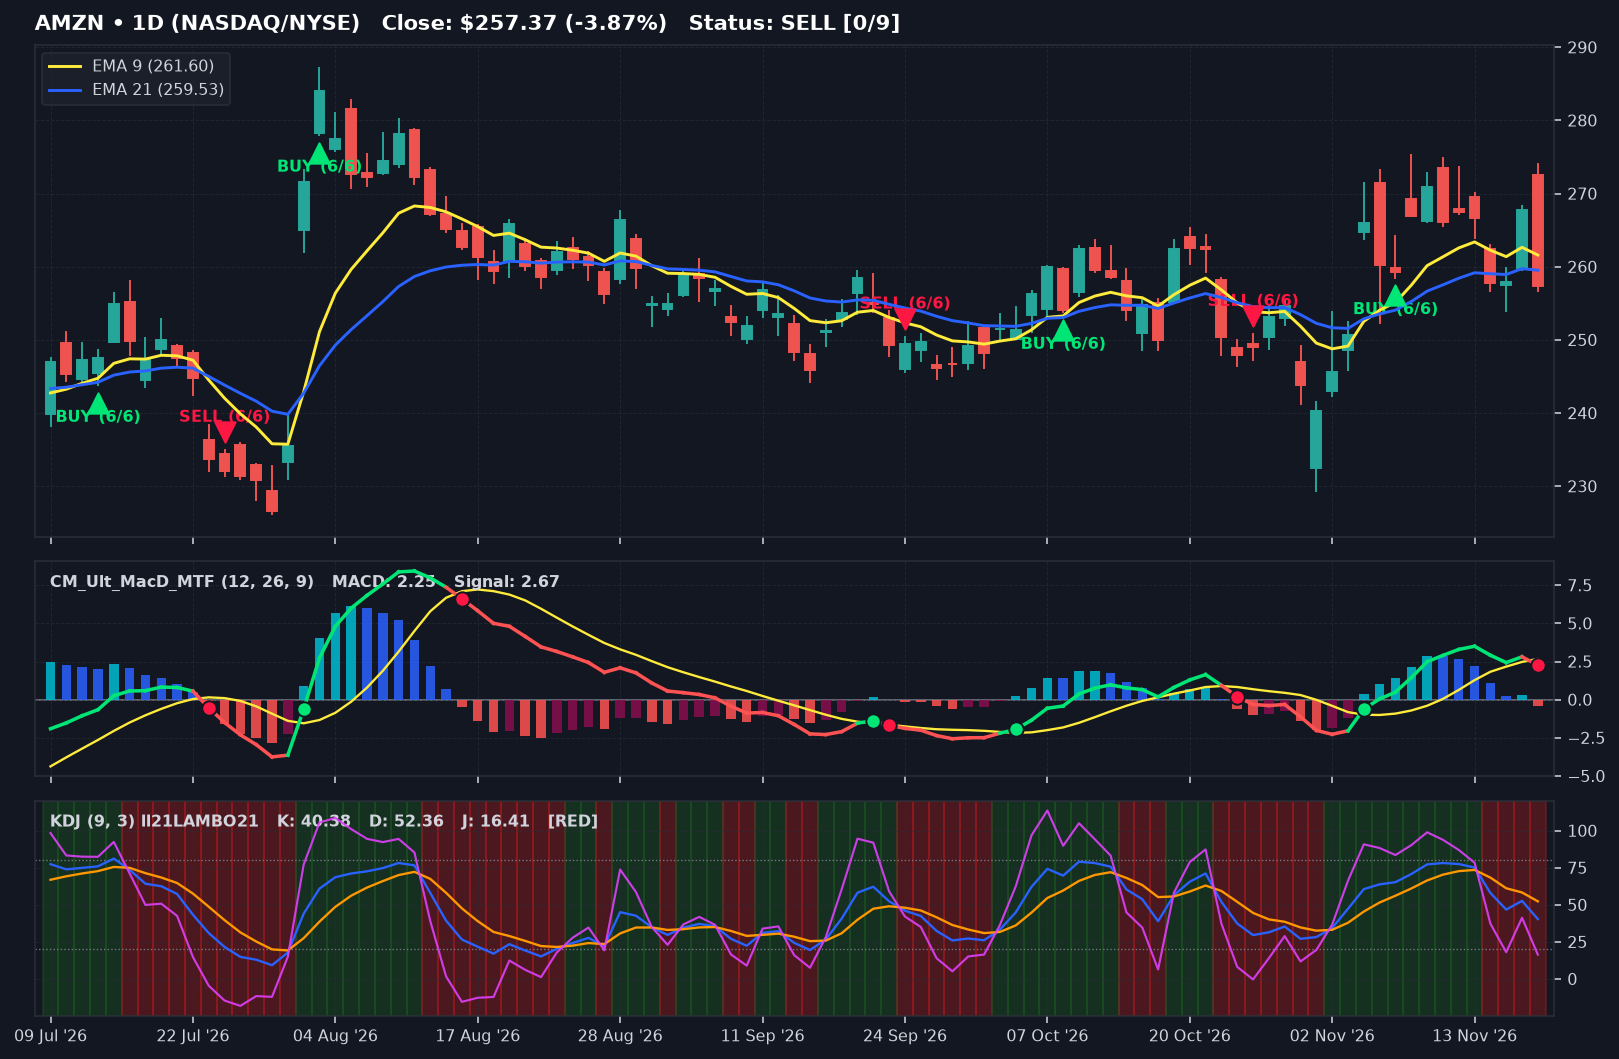 AMZN • 1D (NASDAQ/NYSE)   Close: $257.37 (-3.87%)   Status: SELL [0/9]
EMA 9 (261.60)
EMA 21 (259.53)
290
280
270
260
250
240
230
BUY (6/6)
SELL (6/6)
BUY (6/6)
SELL (6/6)
BUY (6/6)
SELL (6/6)
BUY (6/6)
CM_Ult_MacD_MTF (12, 26, 9)   MACD: 2.25   Signal: 2.67
7.5
5.0
2.5
0.0
−2.5
−5.0
KDJ (9, 3) II21LAMBO21   K: 40.38   D: 52.36   J: 16.41   [RED]
100
75
50
25
0
09 Jul '26
22 Jul '26
04 Aug '26
17 Aug '26
28 Aug '26
11 Sep '26
24 Sep '26
07 Oct '26
20 Oct '26
02 Nov '26
13 Nov '26